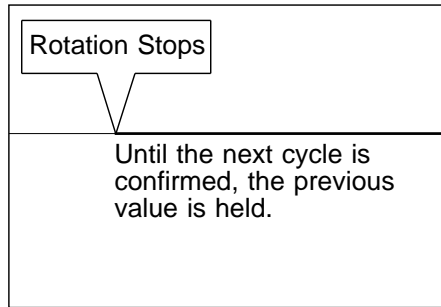 Rotation Stops
Until the next cycle is
confirmed, the previous
value is held.